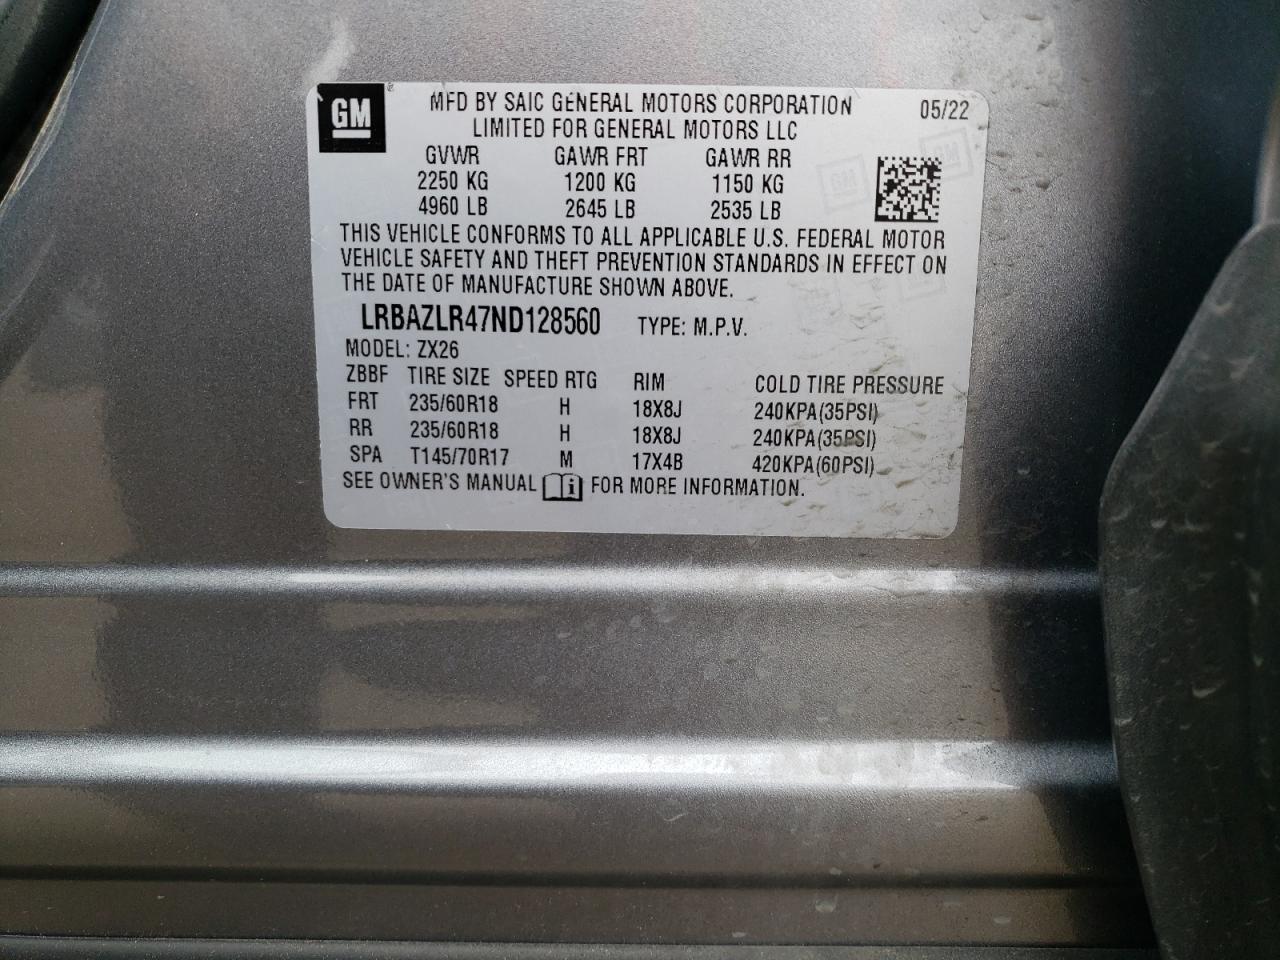 GM
MFD BY SAIC GENERAL MOTORS CORPORATION 05/22
LIMITED FOR GENERAL MOTORS LLC
GVWR GAWR FRT GAWR RR
2250 KG 1200 KG 1150 KG
4960 LB 2645 LB 2535 LB
THIS VEHICLE CONFORMS TO ALL APPLICABLE U.S. FEDERAL MOTOR
VEHICLE SAFETY AND THEFT PREVENTION STANDARDS IN EFFECT ON
THE DATE OF MANUFACTURE SHOWN ABOVE.
LRBAZLR47ND128560 TYPE: M.P.V.
MODEL: ZX26
ZBBF TIRE SIZE SPEED RTG RIM COLD TIRE PRESSURE
FRT 235/60R18 H 18X8J 240KPA(35PSI)
RR 235/60R18 H 18X8J 240KPA(35PSI)
SPA T145/70R17 M 17X4B 420KPA(60PSI)
SEE OWNER'S MANUAL i FOR MORE INFORMATION.